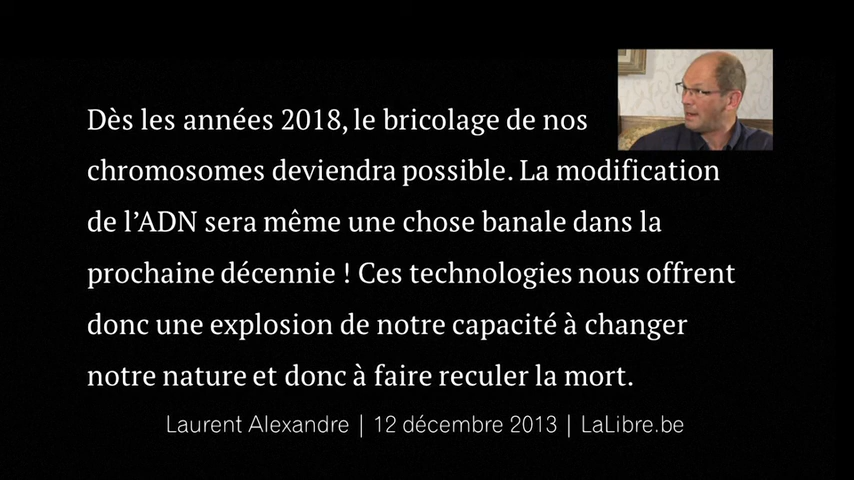 Dès les années 2018, le bricolage de nos
chromosomes deviendra possible. La modification
de l’ADN sera même une chose banale dans la
prochaine décennie ! Ces technologies nous offrent
donc une explosion de notre capacité à changer
notre nature et donc à faire reculer la mort.
Laurent Alexandre | 12 décembre 2013 | LaLibre.be